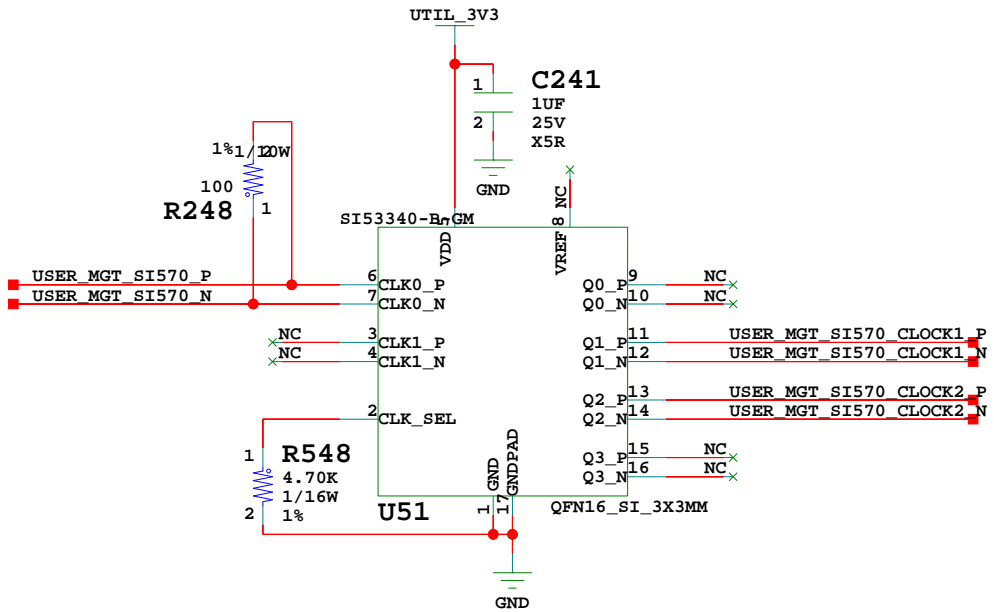 UTIL_3V3
C241
1
1UF
2
25V
X5R
GND
1%
1/10W
2
100
R248
1
SI53340-B-GM
VDD
5
VREF
8
NC
USER_MGT_SI570_P
6
CLK0_P
USER_MGT_SI570_N
7
CLK0_N
NC
3
CLK1_P
NC
4
CLK1_N
2
CLK_SEL
Q0_P
9
NC
Q0_N
10
NC
Q1_P
11
USER_MGT_SI570_CLOCK1_P
Q1_N
12
USER_MGT_SI570_CLOCK1_N
Q2_P
13
USER_MGT_SI570_CLOCK2_P
Q2_N
14
USER_MGT_SI570_CLOCK2_N
Q3_P
15
NC
Q3_N
16
NC
1
R548
4.70K
1/16W
2
1%
GND
1
GNDPAD
17
U51
QFN16_SI_3X3MM
GND